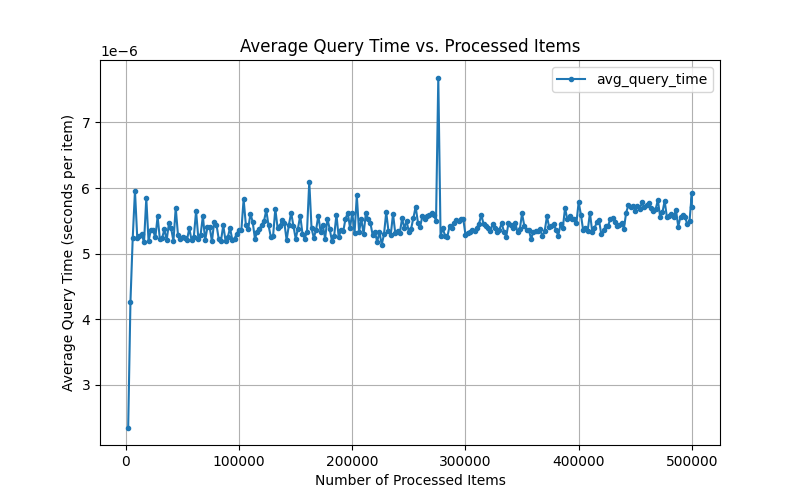 Average Query Time vs. Processed Items
1e−6
avg_query_time
7
6
5
4
3
Average Query Time (seconds per item)
0 100000 200000 300000 400000 500000
Number of Processed Items